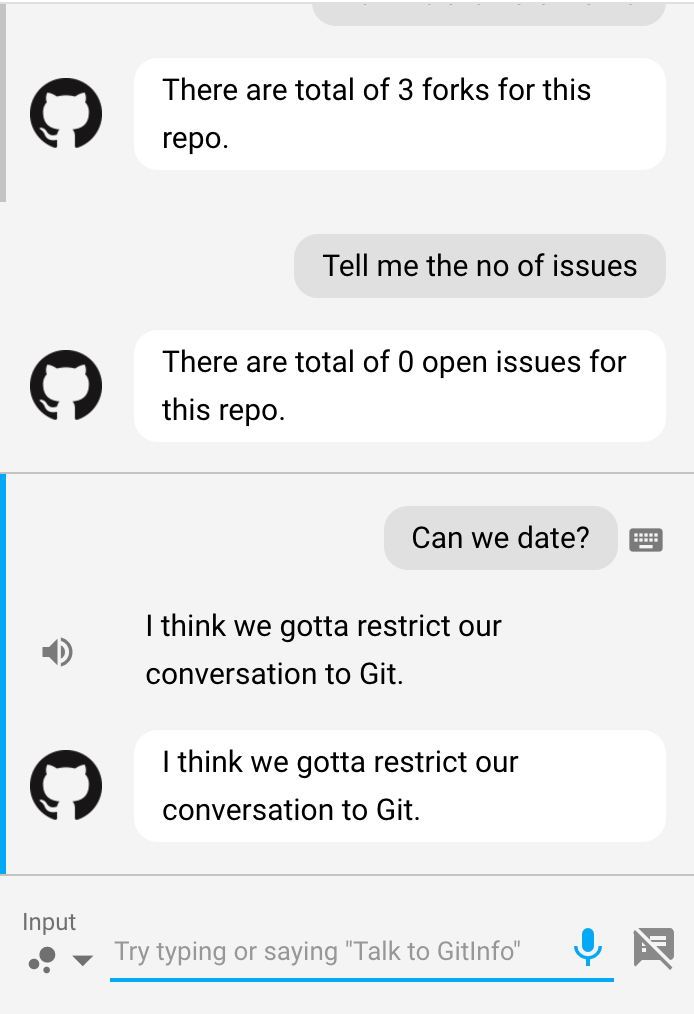 There are total of 3 forks for this
repo.
Tell me the no of issues
There are total of 0 open issues for
this repo.
Can we date?
I think we gotta restrict our
conversation to Git.
I think we gotta restrict our
conversation to Git.
Input
Try typing or saying "Talk to GitInfo"